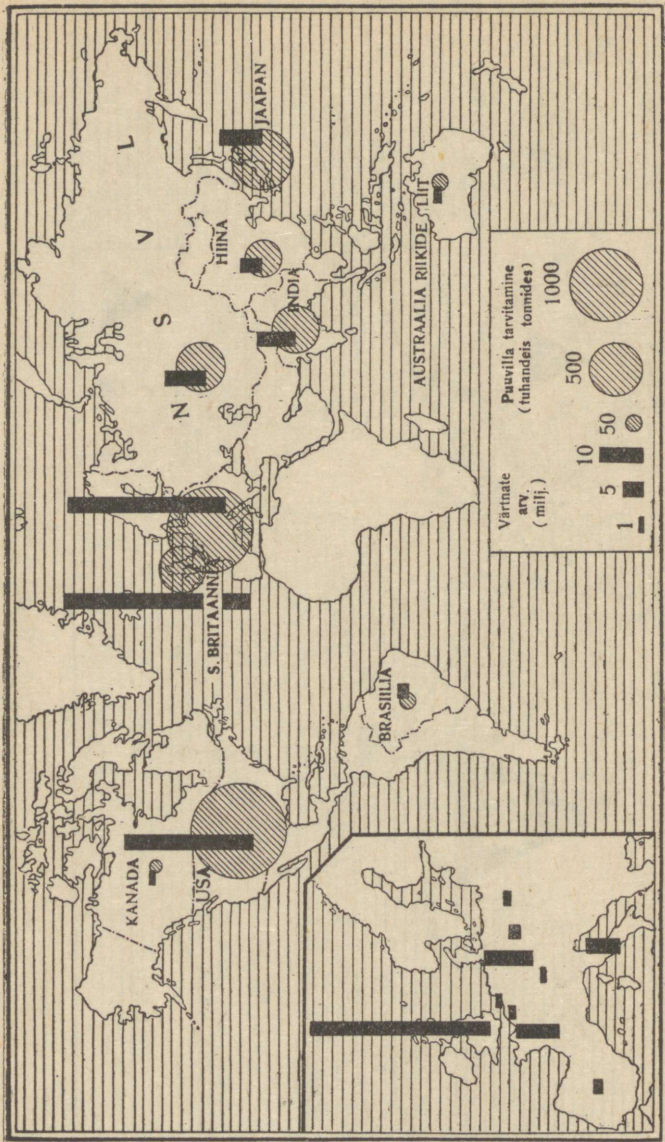 KANADA
USA
BRASIILIA
S. BRITAANNIA
N S V L
JAAPAN
HIINA
INDIA
AUSTRAALIA RIIKIDE LIIT
Värtnate
arv.
(milj.)
1 5 10
Puuvilla tarvitamine
(tuhandeis tonnides)
50 500 1000